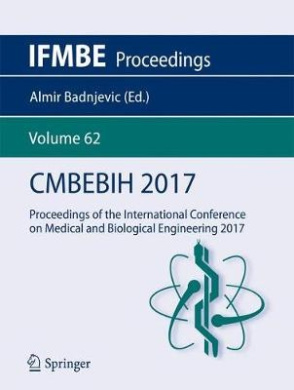 IFMBE Proceedings
Almir Badnjevic (Ed.)
Volume 62
CMBEBIH 2017
Proceedings of the International Conference
on Medical and Biological Engineering 2017
Springer